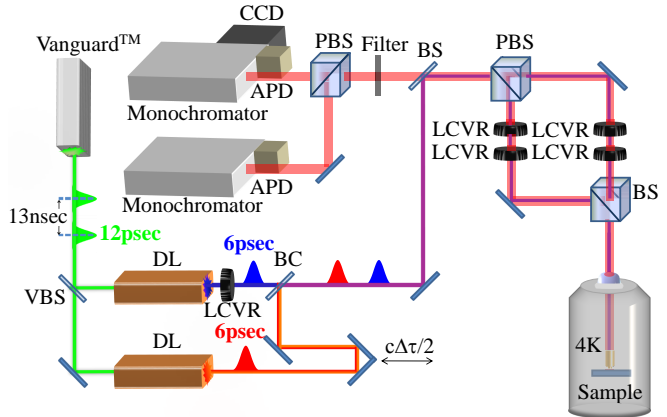 CCD
Vanguard™
PBS
Filter
BS
PBS
APD
Monochromator
LCVR
LCVR
LCVR
LCVR
APD
Monochromator
BS
13nsec
12psec
6psec
BC
DL
VBS
LCVR
6psec
DL
cΔτ/2
4K
Sample